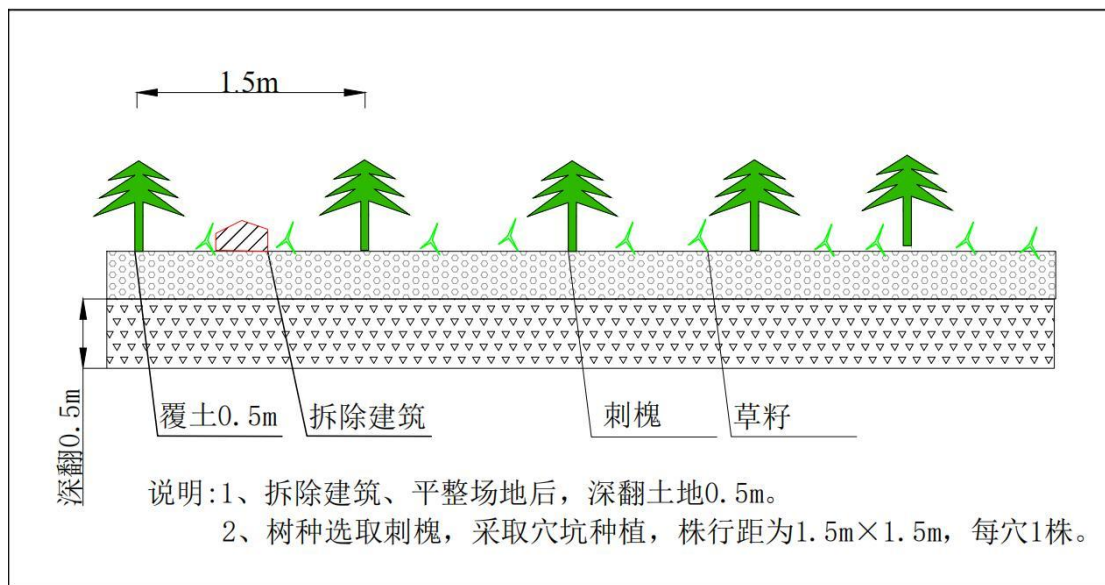 1.5m
深翻0.5m
覆土0.5m
拆除建筑
刺槐
草籽
说明:1、拆除建筑、平整场地后，深翻土地0.5m。
2、树种选取刺槐，采取穴坑种植，株行距为1.5m×1.5m，每穴1株。